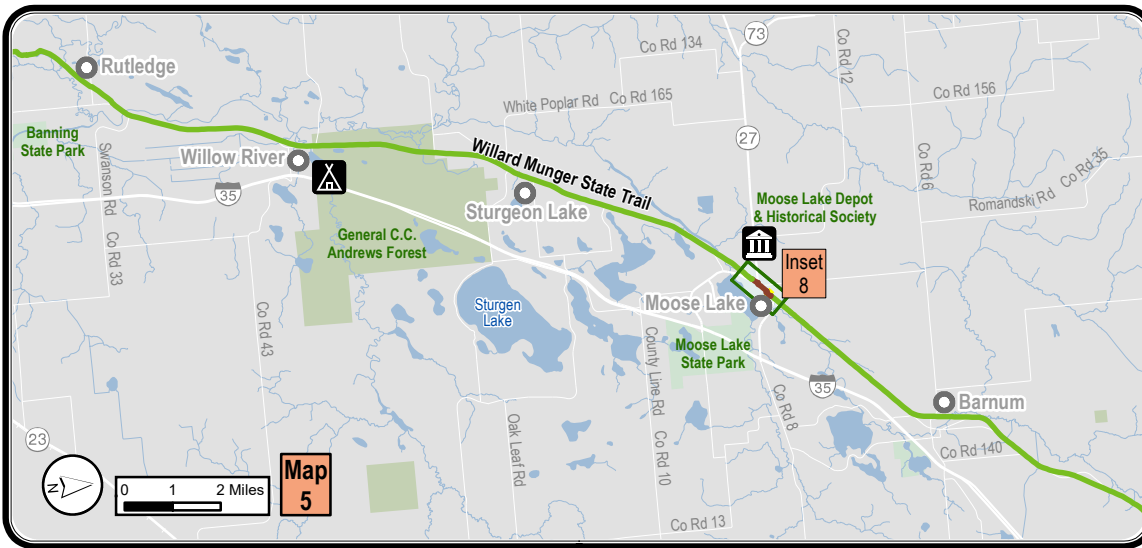 73
Co Rd 134
Co Rd 12
Rutledge
White Poplar Rd Co Rd 165
Co Rd 156
Banning
State Park
Swanson Rd
Co Rd 33
Willow River
35
Willard Munger State Trail
27
Co Rd 6
Romandski Rd
Co Rd 35
Sturgeon Lake
Moose Lake Depot
& Historical Society
General C.C.
Andrews Forest
Inset
8
Moose Lake
Sturgen
Lake
Co Rd 43
County Line Rd
Co Rd 10
Moose Lake
State Park
35
Co Rd 8
Barnum
23
Oak Leaf Rd
Co Rd 140
N
0 1 2 Miles
Map
5
Co Rd 13